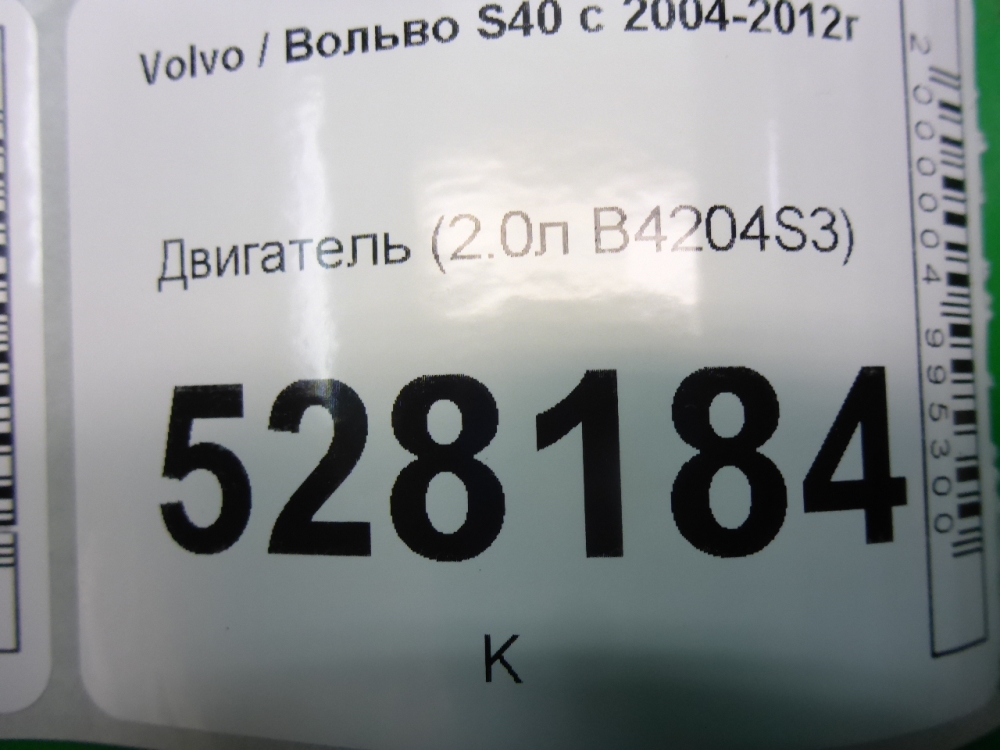 Volvo / Вольво S40 с 2004-2012г
Двигатель (2.0л B4204S3)
528184
К
2000004995300